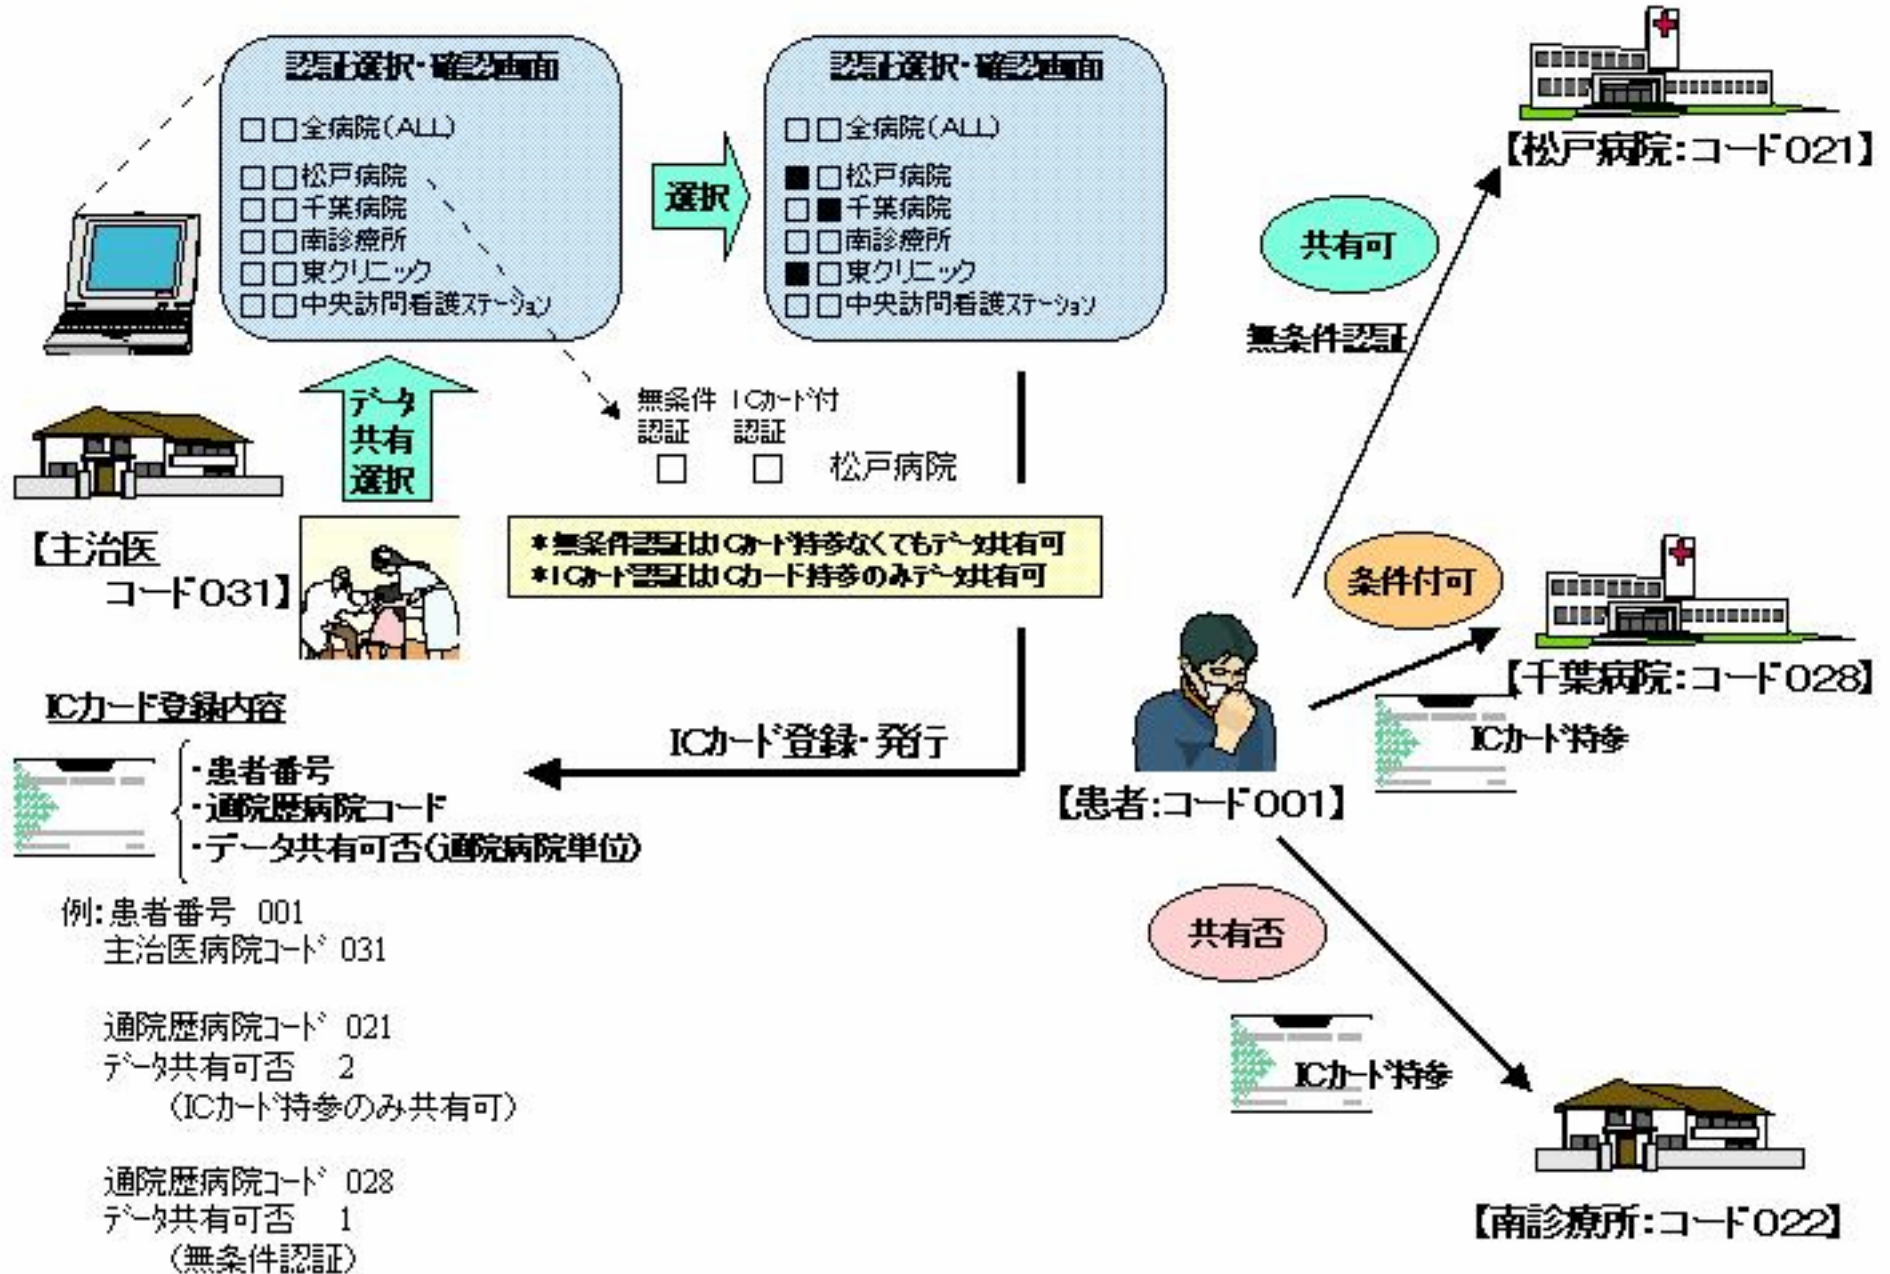 認証選択・確認画面
□□全病院(ALL)
□□松戸病院
□□千葉病院
□□南診療所
□□東クリニック
□□中央訪問看護ステーション
選択
認証選択・確認画面
□□全病院(ALL)
■□松戸病院
□■千葉病院
□□南診療所
■□東クリニック
□□中央訪問看護ステーション
【松戸病院:コード021】
共有可
無条件認証
データ
共有
選択
無条件 ICカード付
認証 認証
□ □ 松戸病院
【主治医
コード031】
*無条件認証はICカード持参なくてもデータ共有可
*ICカード認証はICカード持参のみデータ共有可
条件付可
【千葉病院:コード028】
ICカード持参
ICカード登録内容
・患者番号
・通院歴病院コード
・データ共有可否(通院病院単位)
ICカード登録・発行
【患者:コード001】
例:患者番号 001
主治医病院コード 031
通院歴病院コード 021
データ共有可否 2
(ICカード持参のみ共有可)
通院歴病院コード 028
データ共有可否 1
(無条件認証)
共有否
ICカード持参
【南診療所:コード022】